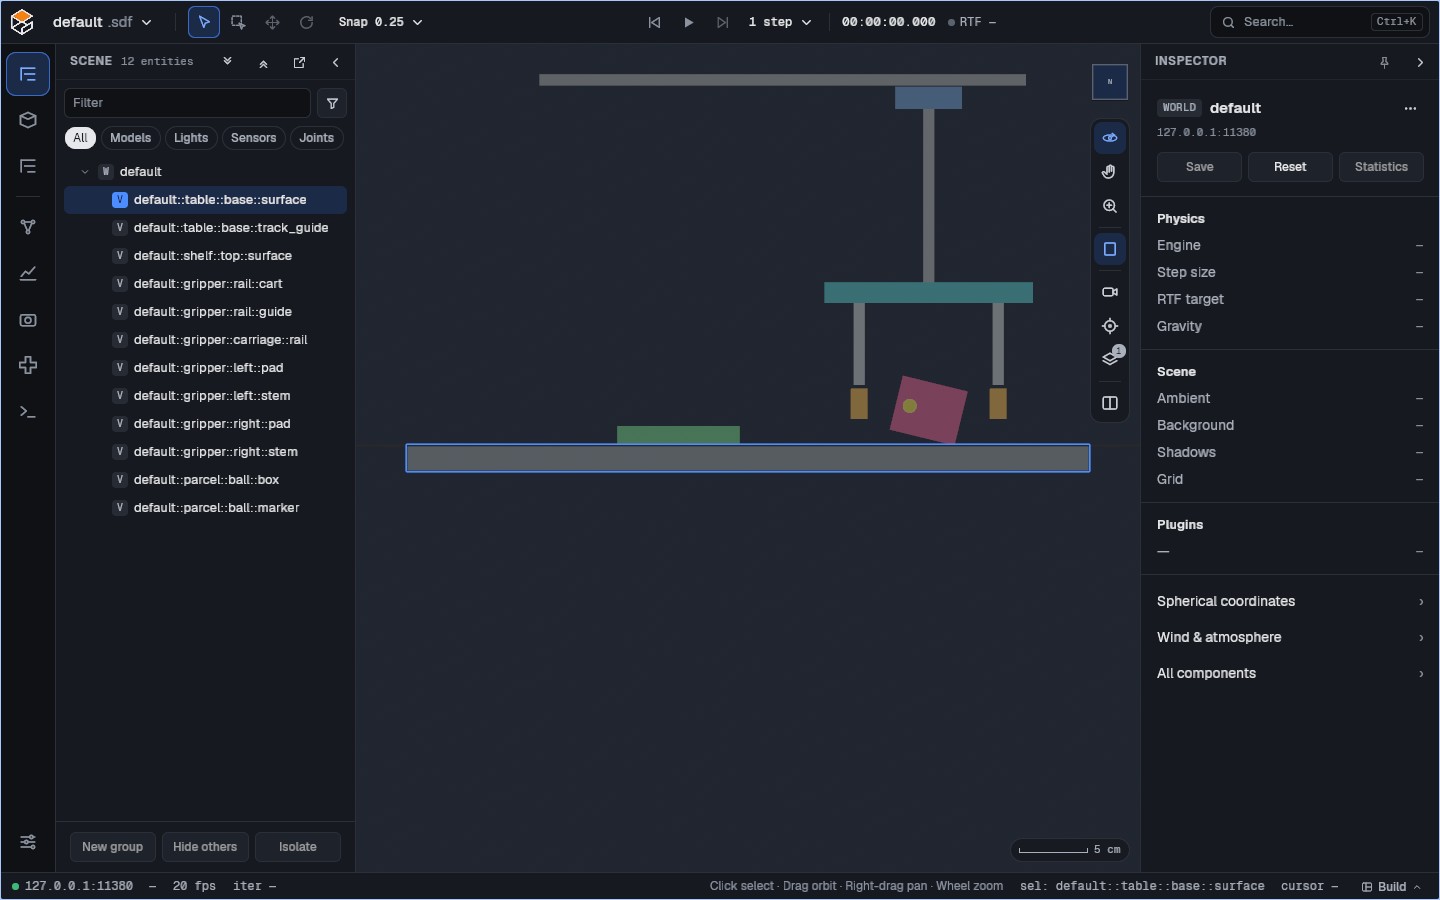 default .sdf
Snap 0.25
1 step
00:00:00.000
RTF –
Search…
Ctrl+K
SCENE 12 entities
Filter
All
Models
Lights
Sensors
Joints
W default
V default::table::base::surface
V default::table::base::track_guide
V default::shelf::top::surface
V default::gripper::rail::cart
V default::gripper::rail::guide
V default::gripper::carriage::rail
V default::gripper::left::pad
V default::gripper::left::stem
V default::gripper::right::pad
V default::gripper::right::stem
V default::parcel::ball::box
V default::parcel::ball::marker
New group
Hide others
Isolate
N
1
5 cm
INSPECTOR
WORLD default
...
127.0.0.1:11380
Save
Reset
Statistics
Physics
Engine –
Step size –
RTF target –
Gravity –
Scene
Ambient –
Background –
Shadows –
Grid –
Plugins
— –
Spherical coordinates ›
Wind & atmosphere ›
All components ›
127.0.0.1:11380 – 20 fps iter –
Click select · Drag orbit · Right-drag pan · Wheel zoom
sel: default::table::base::surface
cursor –
Build